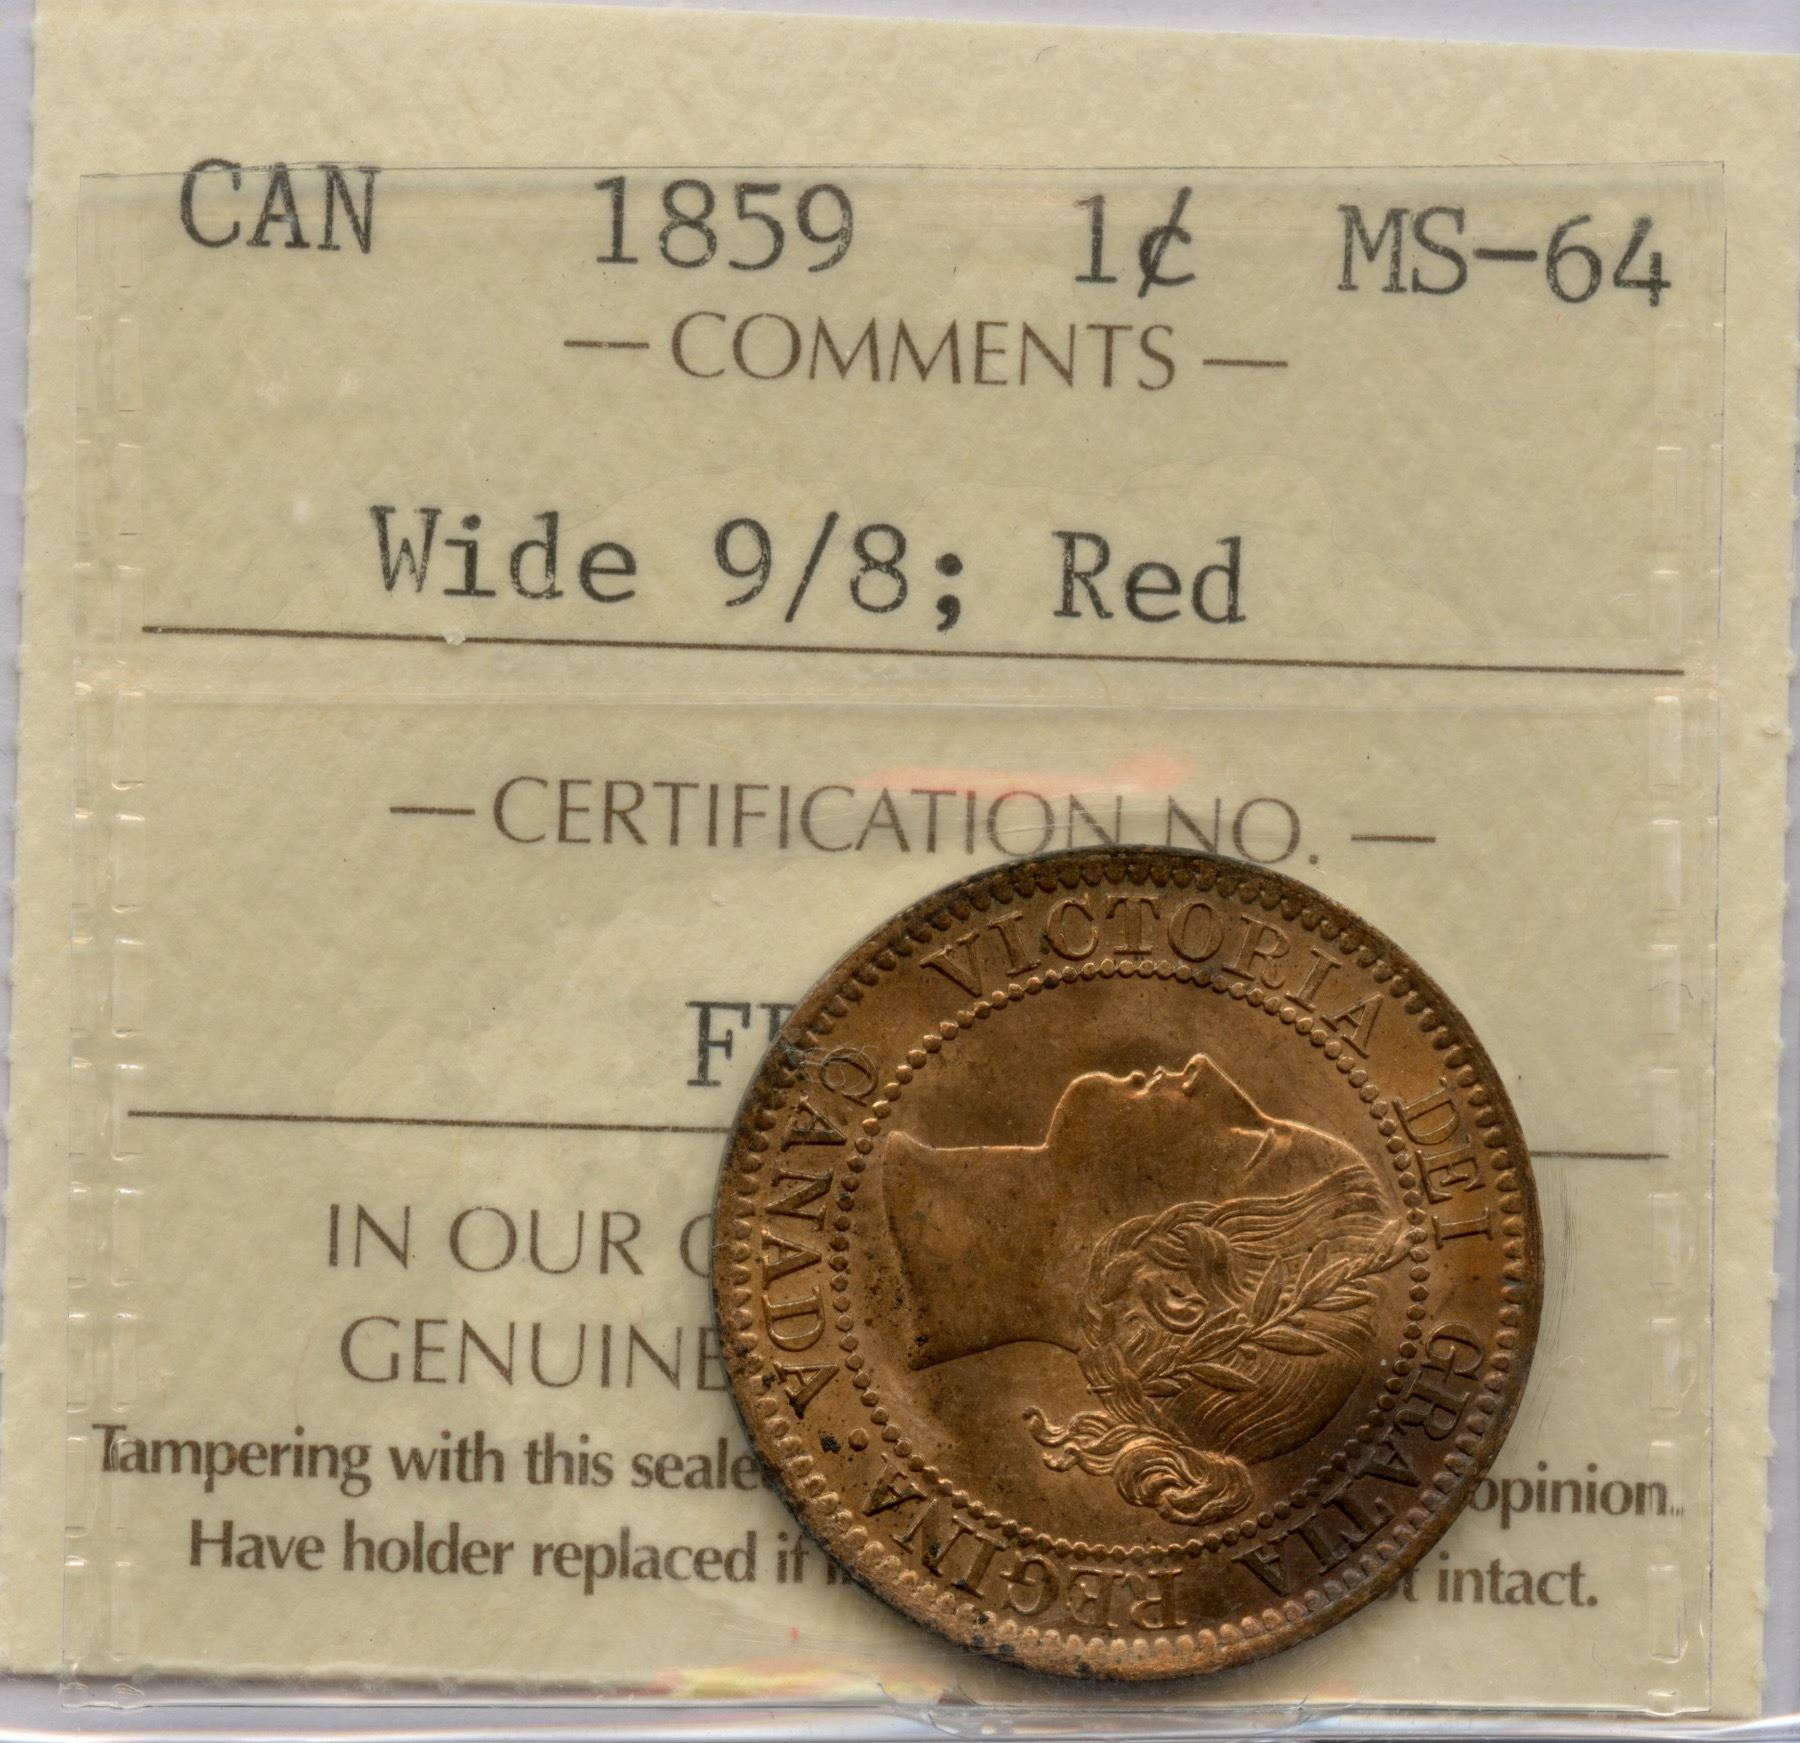 CAN 1859 1¢ MS-64
— COMMENTS —
Wide 9/8; Red
— CERTIFICATION NO. —
IN OUR
GENUINE
Tampering with this seale opinion.
Have holder replaced if intact.
VICTORIA DEI GRATIA REGINA. CANADA